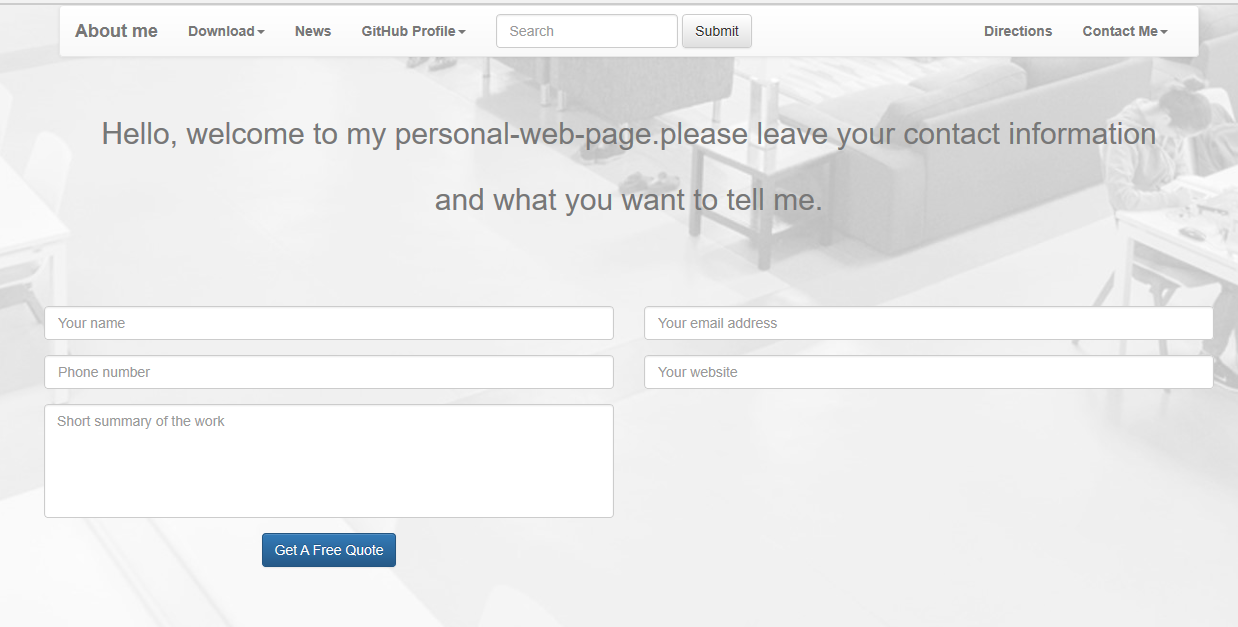 About me Download News GitHub Profile Search Submit Directions Contact Me
Hello, welcome to my personal-web-page.please leave your contact information
and what you want to tell me.
Your name Your email address
Phone number Your website
Short summary of the work
Get A Free Quote